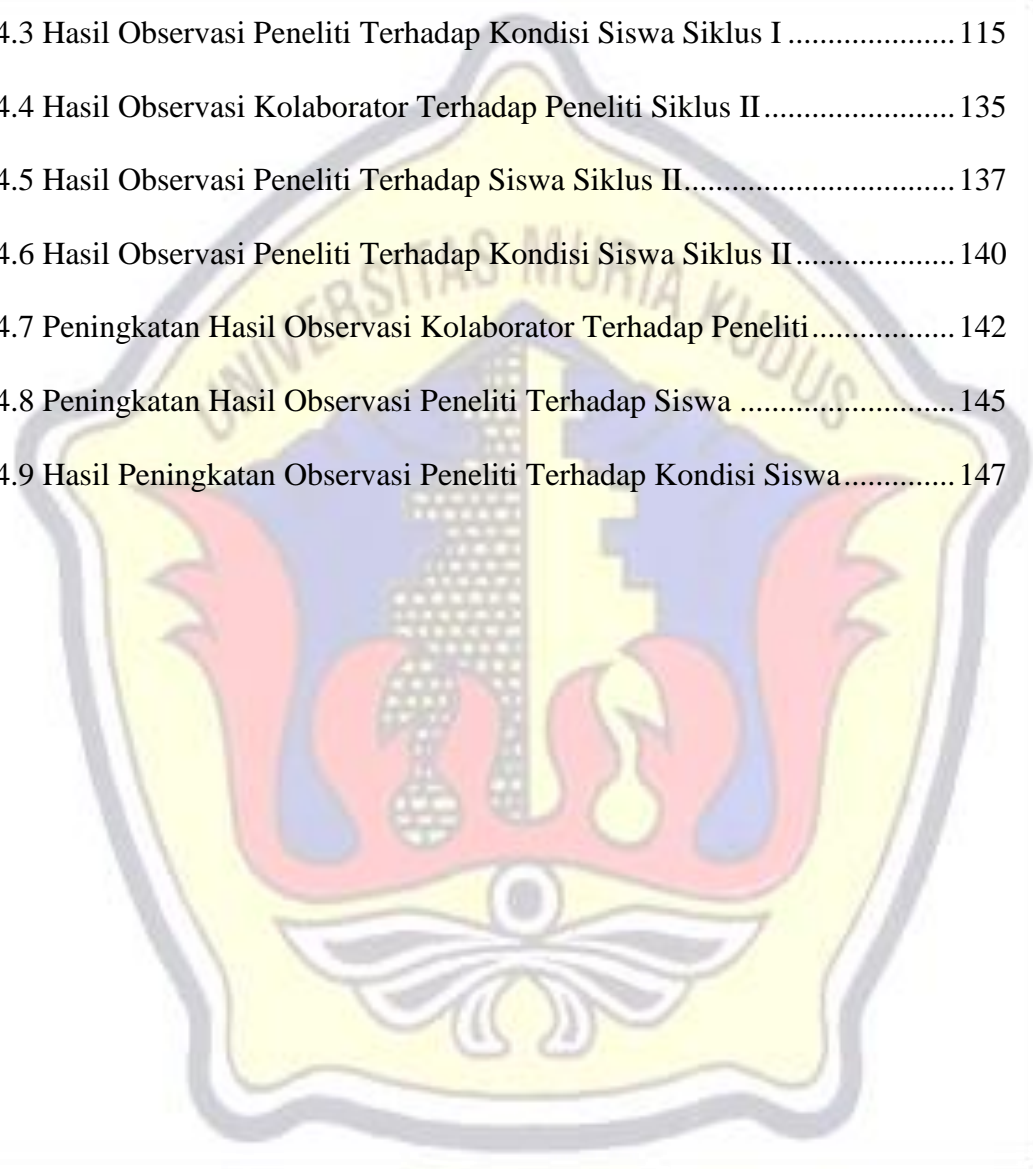 4.3 Hasil Observasi Peneliti Terhadap Kondisi Siswa Siklus I .................... 115
4.4 Hasil Observasi Kolaborator Terhadap Peneliti Siklus II ....................... 135
4.5 Hasil Observasi Peneliti Terhadap Siswa Siklus II ................................. 137
4.6 Hasil Observasi Peneliti Terhadap Kondisi Siswa Siklus II ................... 140
4.7 Peningkatan Hasil Observasi Kolaborator Terhadap Peneliti ................. 142
4.8 Peningkatan Hasil Observasi Peneliti Terhadap Siswa .......................... 145
4.9 Hasil Peningkatan Observasi Peneliti Terhadap Kondisi Siswa ............. 147
UNIVERSITAS MURIA KUDUS